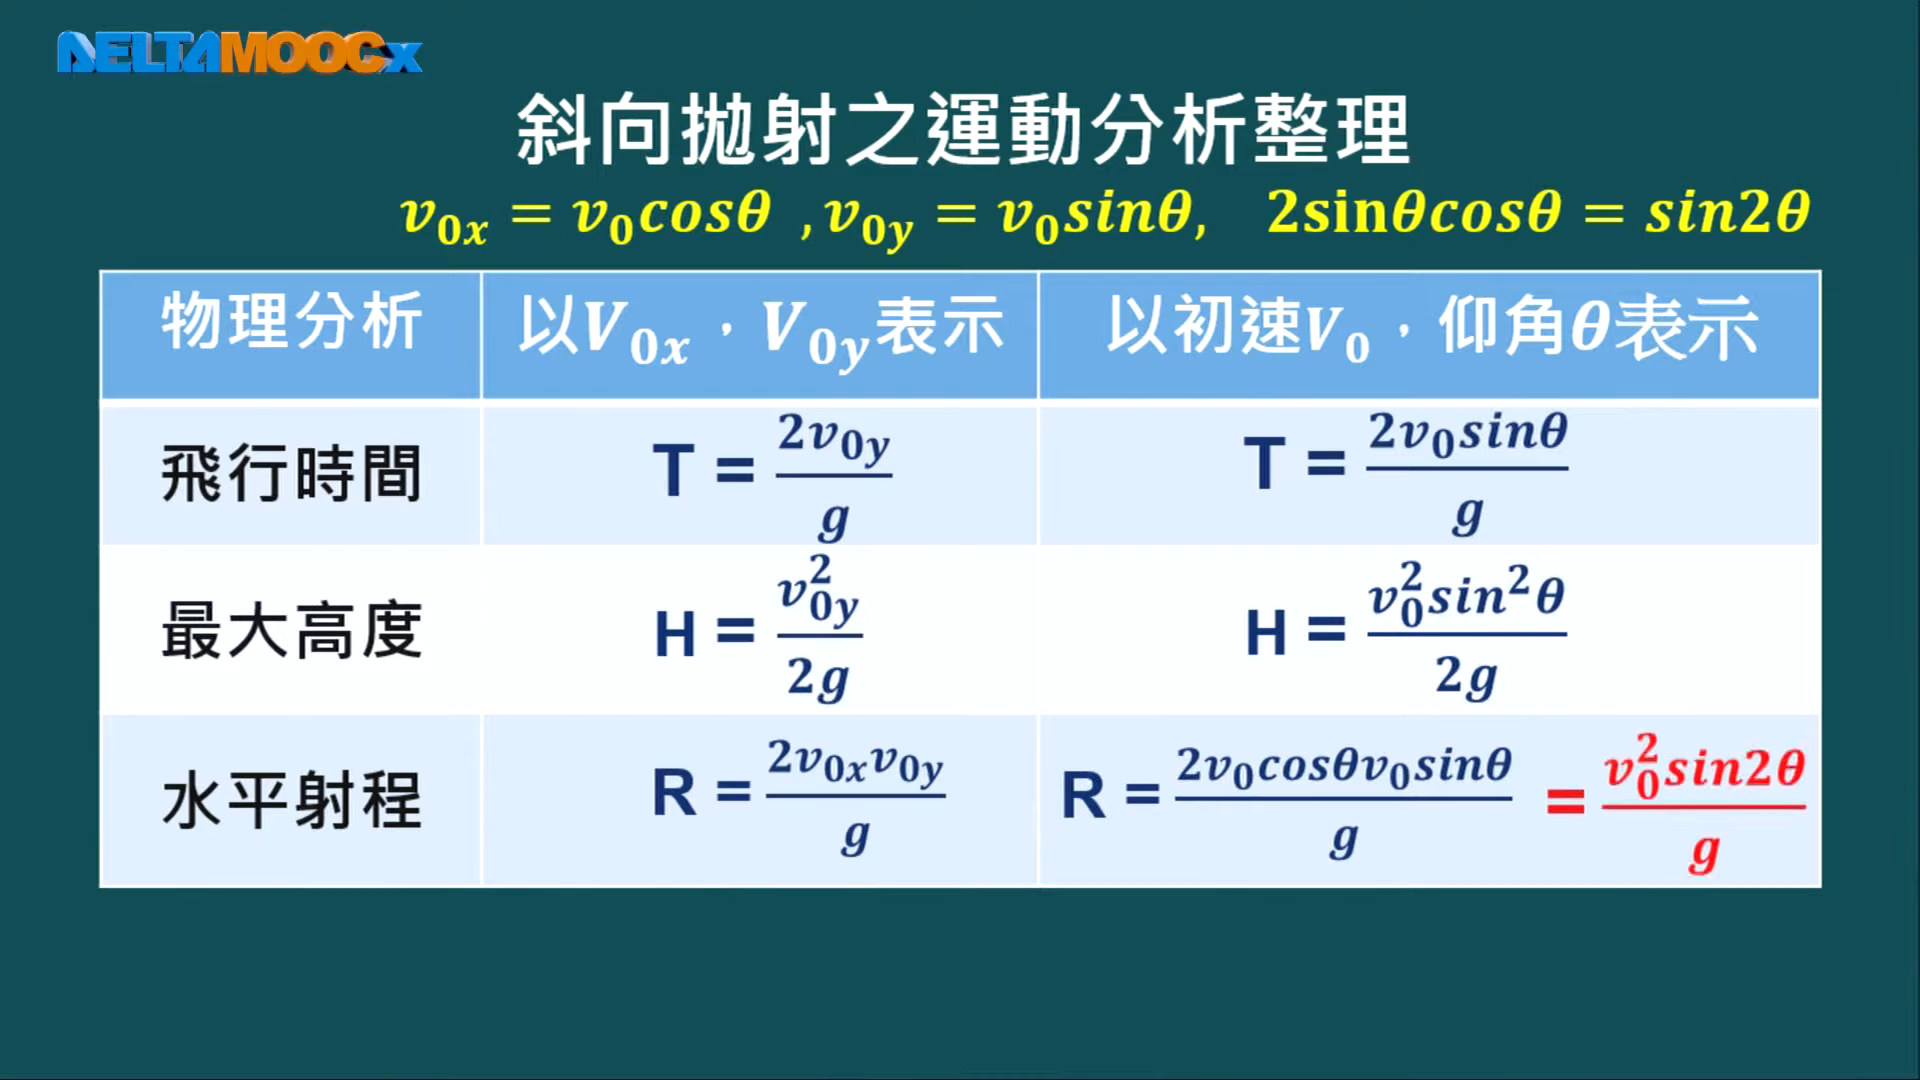 DELTAMOOCx
斜向拋射之運動分析整理
v₀ₓ = v₀cosθ , v₀y = v₀sinθ, 2sinθcosθ = sin2θ
物理分析 以V₀ₓ，V₀y表示 以初速V₀，仰角θ表示
飛行時間 T = 2v₀y/g T = 2v₀sinθ/g
最大高度 H = v₀y²/2g H = v₀²sin²θ/2g
水平射程 R = 2v₀ₓv₀y/g R = 2v₀cosθv₀sinθ/g = v₀²sin2θ/g